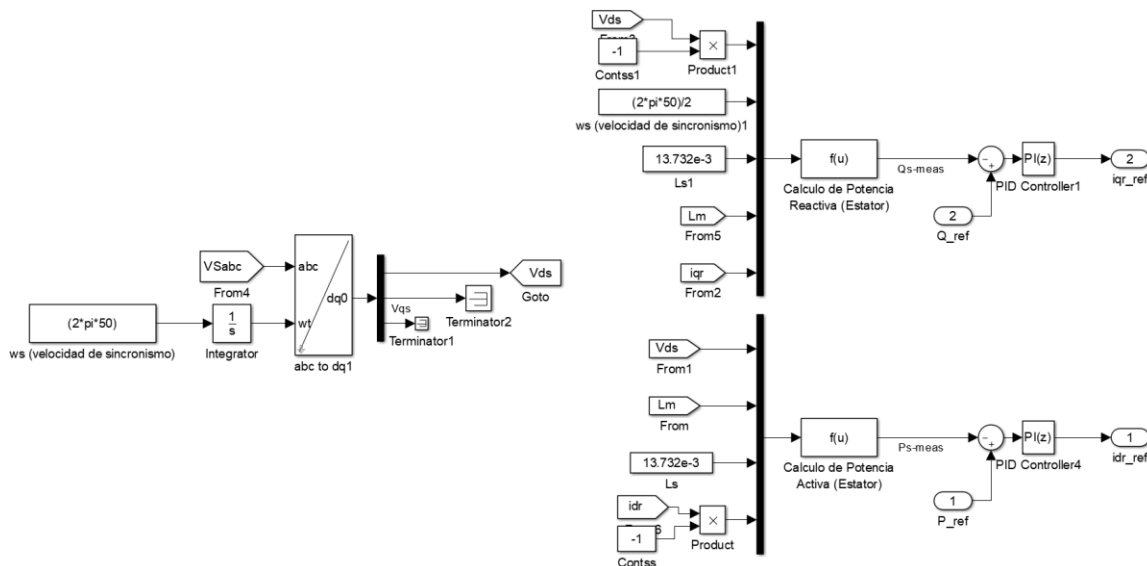 VSabc
From4
(2*pi*50)
ws (velocidad de sincronismo)
1
s
Integrator
abc
wt
dq0
abc to dq1
Vqs
Terminator1
Terminator2
Vds
Goto
Vds
-1
Contss1
×
Product1
(2*pi*50)/2
ws (velocidad de sincronismo)1
13.732e-3
Ls1
Lm
From5
iqr
From2
f(u)
Calculo de Potencia
Reactiva (Estator)
Qs-meas
PI(z)
PID Controller1
2
iqr_ref
2
Q_ref
Vds
From1
Lm
From
13.732e-3
Ls
idr
-1
Contss
×
Product
f(u)
Calculo de Potencia
Activa (Estator)
Ps-meas
PI(z)
PID Controller4
1
idr_ref
1
P_ref